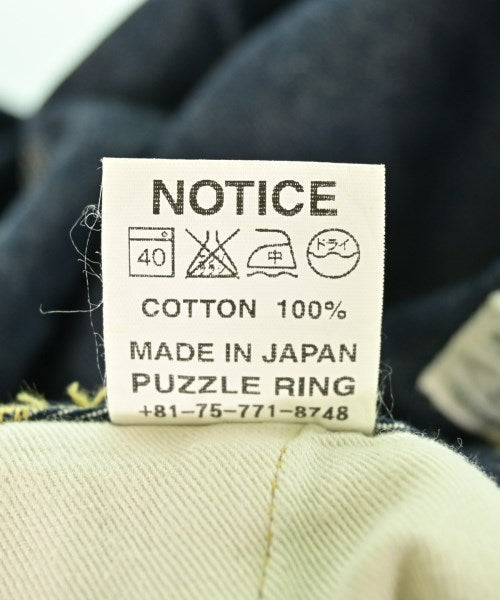 NOTICE
40 中 ドライ
COTTON 100%
MADE IN JAPAN
PUZZLE RING
+81-75-771-8748